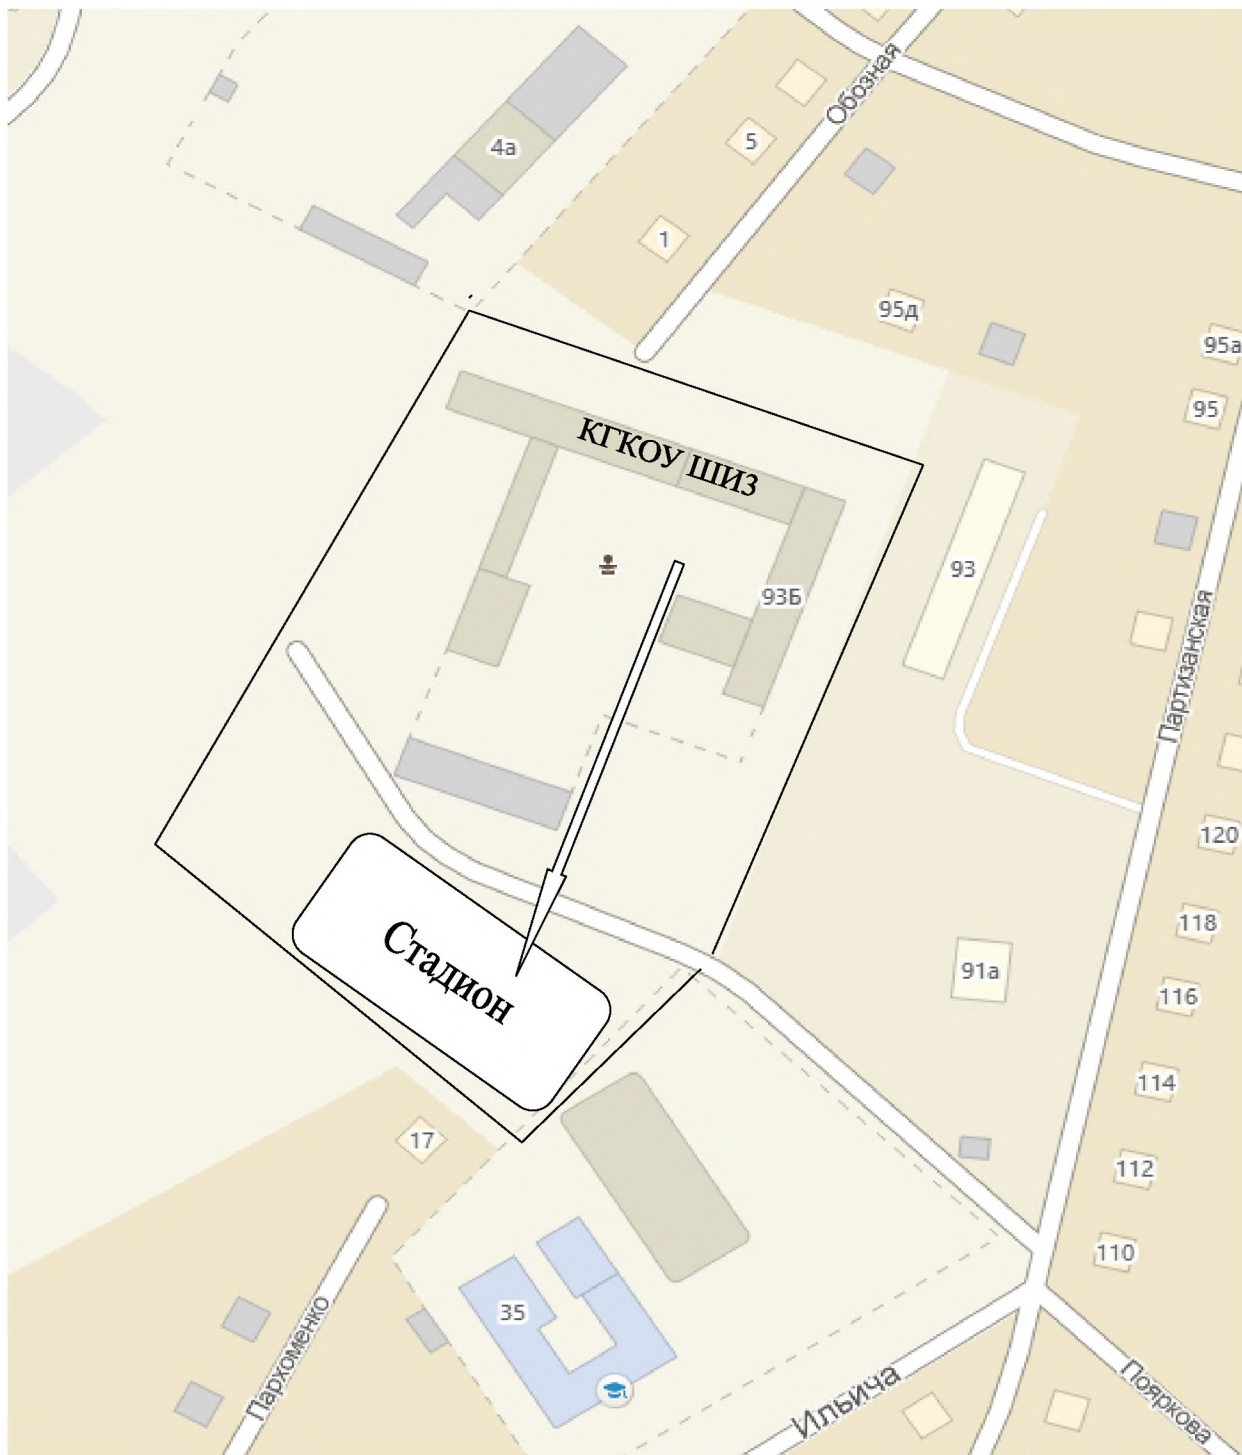 4а
Обозная
5
1
95д
95а
95
КГКОУ ШИ3
93
93Б
Партизанская
120
118
Стадион
91а
116
114
17
112
110
35
Пархоменко
Ильича
Пояркова